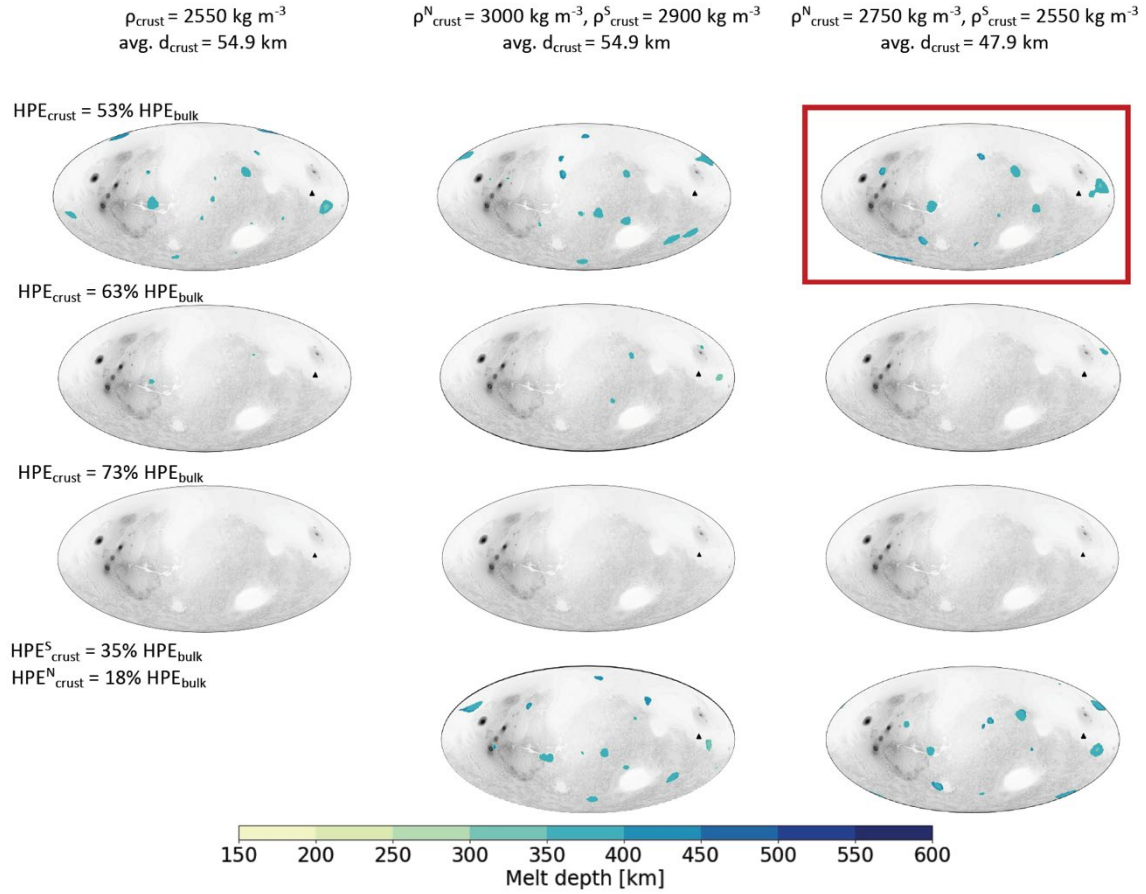 ρcrust = 2550 kg m⁻³
avg. dcrust = 54.9 km
ρᴺcrust = 3000 kg m⁻³, ρˢcrust = 2900 kg m⁻³
avg. dcrust = 54.9 km
ρᴺcrust = 2750 kg m⁻³, ρˢcrust = 2550 kg m⁻³
avg. dcrust = 47.9 km
HPEcrust = 53% HPEbulk
HPEcrust = 63% HPEbulk
HPEcrust = 73% HPEbulk
HPEˢcrust = 35% HPEbulk
HPEᴺcrust = 18% HPEbulk
150 200 250 300 350 400 450 500 550 600
Melt depth [km]